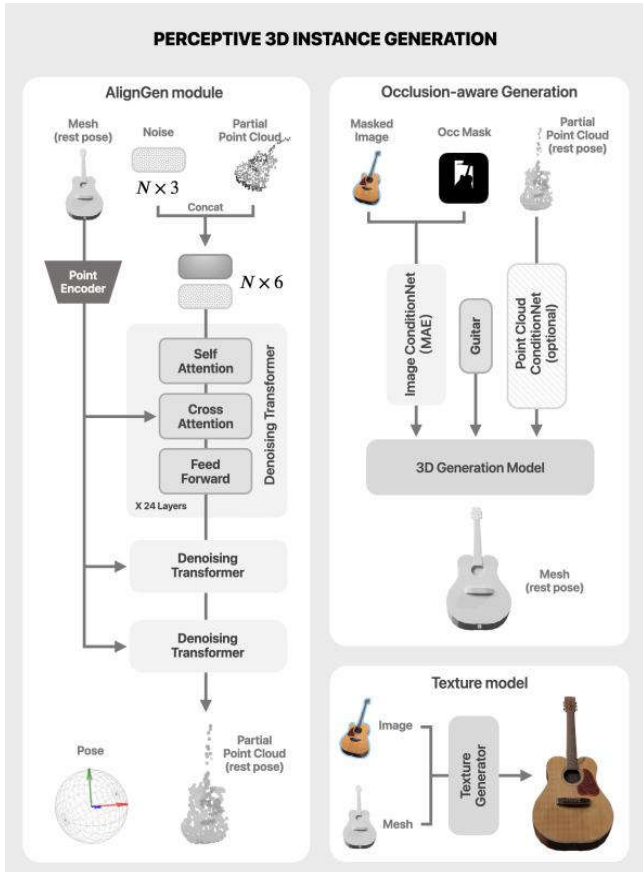 PERCEPTIVE 3D INSTANCE GENERATION
AlignGen module
Mesh
(rest pose)
Noise
Partial
Point Cloud
N × 3
Concat
Point
Encoder
N × 6
Self
Attention
Cross
Attention
Feed
Forward
Denoising Transformer
X 24 Layers
Denoising
Transformer
Denoising
Transformer
Pose
Partial
Point Cloud
(rest pose)
Occlusion-aware Generation
Masked
Image
Occ Mask
Partial
Point Cloud
(rest pose)
Image ConditionNet
(MAE)
Guitar
Point Cloud
ConditionNet
(optional)
3D Generation Model
Mesh
(rest pose)
Texture model
Image
Texture
Generator
Mesh